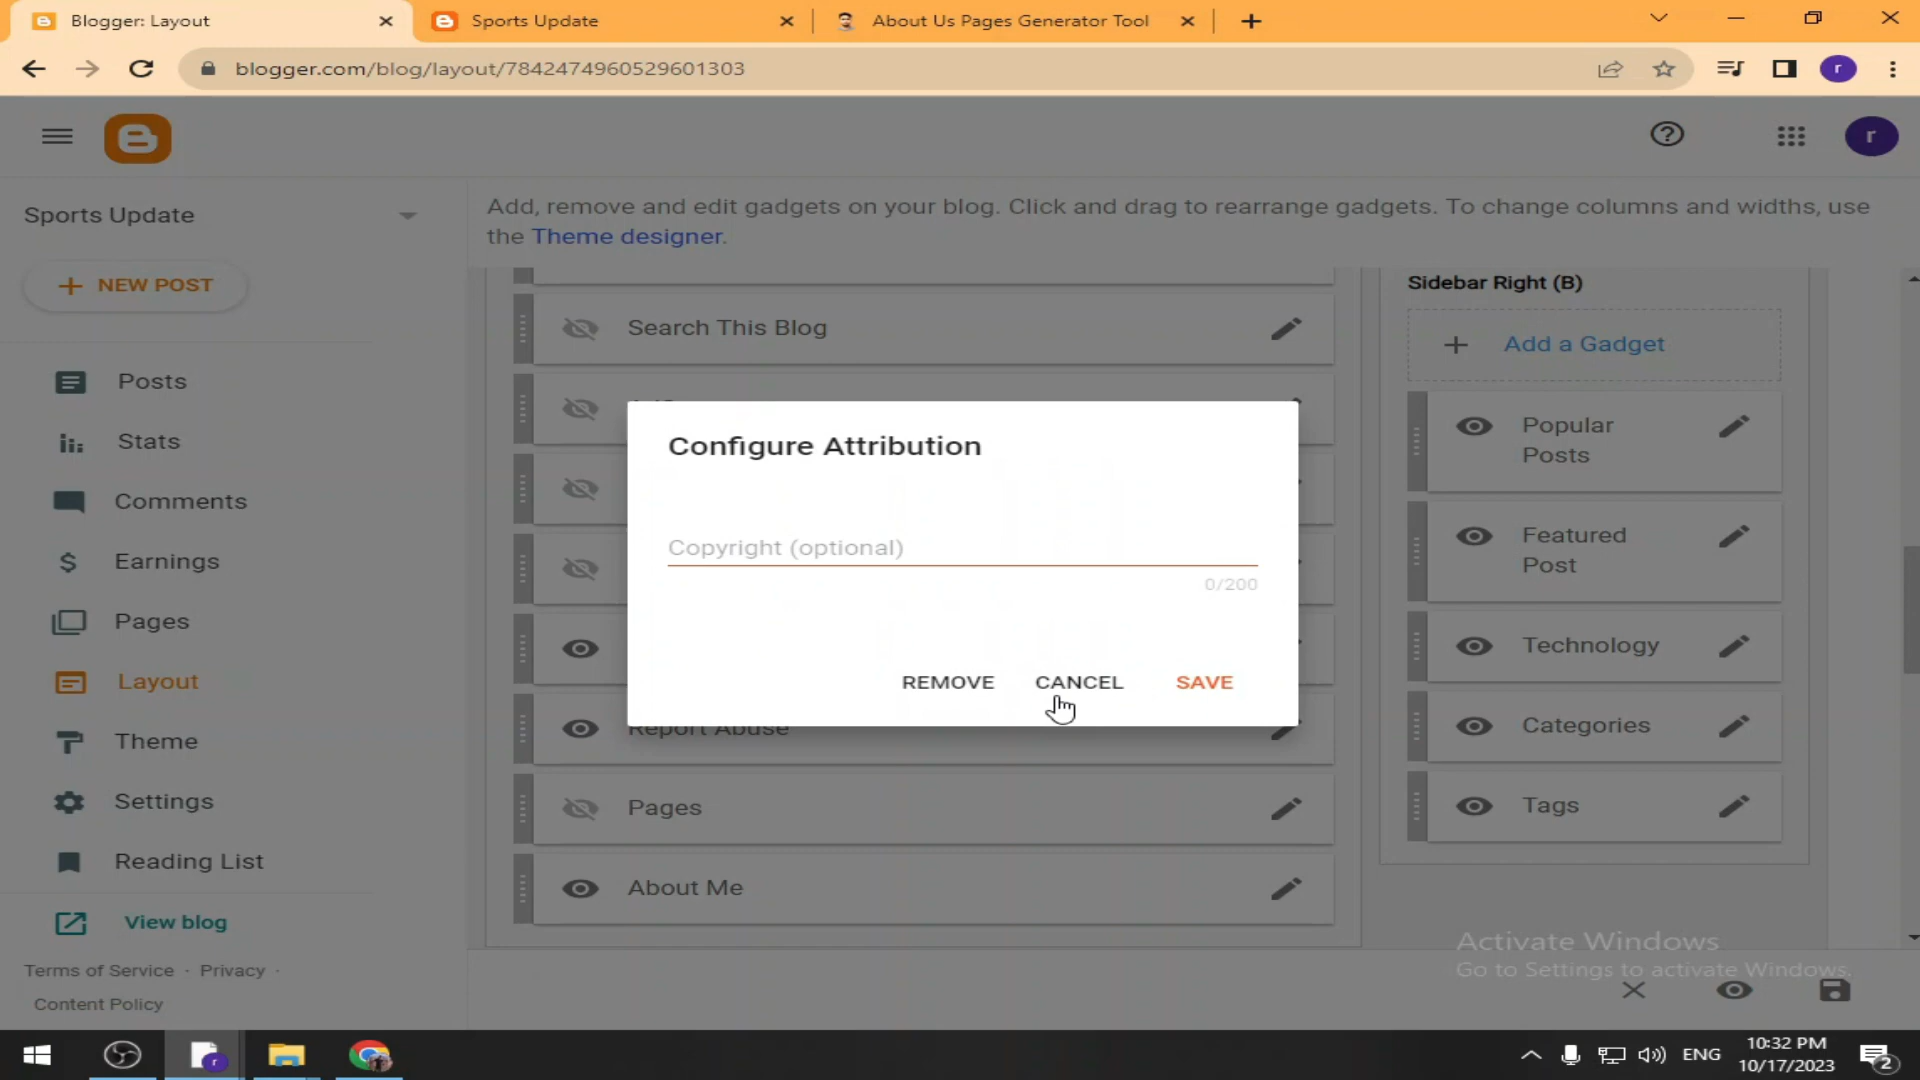 Blogger: Layout
Sports Update
About Us Pages Generator Tool
blogger.com/blog/layout/7842474960529601303
r
r
Sports Update
NEW POST
Posts
Stats
Comments
Earnings
Pages
Layout
Theme
Settings
Reading List
View blog
Terms of Service · Privacy ·
Content Policy
Add, remove and edit gadgets on your blog. Click and drag to rearrange gadgets. To change columns and widths, use
the Theme designer.
Search This Blog
Report Abuse
Pages
About Me
Configure Attribution
Copyright (optional)
0/200
REMOVE CANCEL SAVE
Sidebar Right (B)
Add a Gadget
Popular
Posts
Featured
Post
Technology
Categories
Tags
Activate Windows
Go to Settings to activate Windows.
r
ENG
10:32 PM
10/17/2023
2